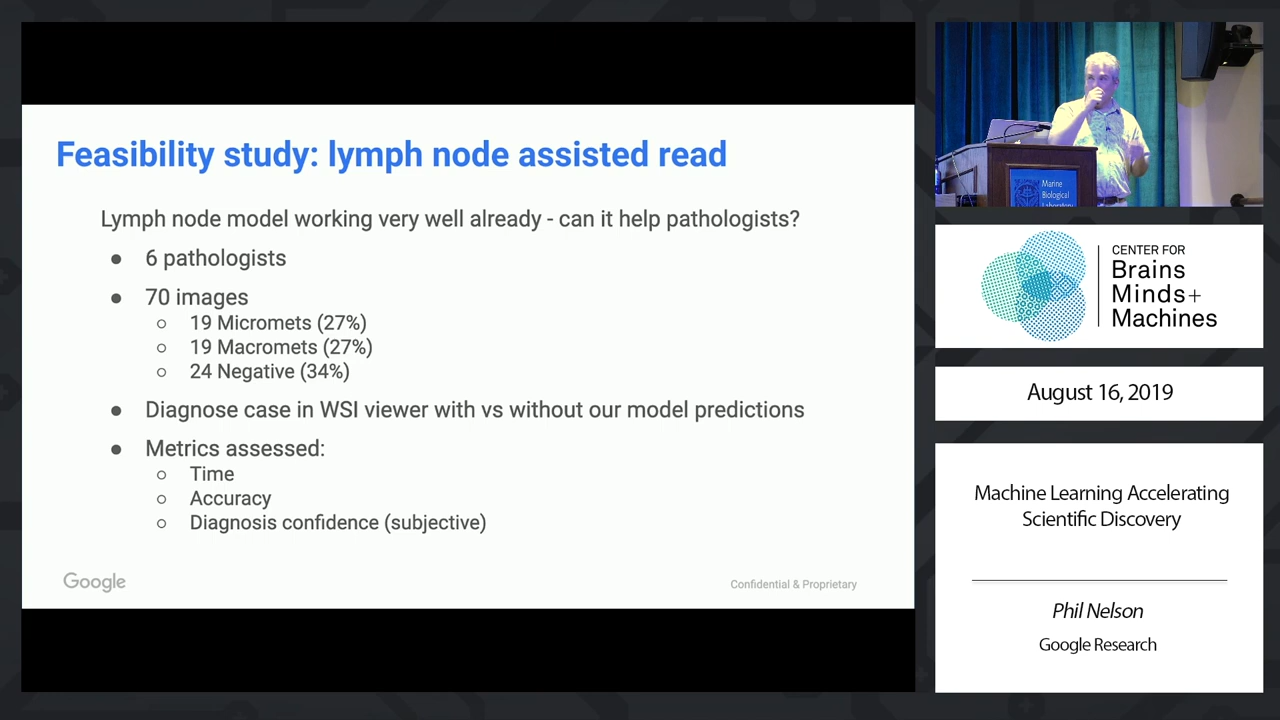 Feasibility study: lymph node assisted read
Lymph node model working very well already - can it help pathologists?
● 6 pathologists
● 70 images
○ 19 Micromets (27%)
○ 19 Macromets (27%)
○ 24 Negative (34%)
● Diagnose case in WSI viewer with vs without our model predictions
● Metrics assessed:
○ Time
○ Accuracy
○ Diagnosis confidence (subjective)
Google
Confidential & Proprietary
Marine
Biological
Laboratory
CENTER FOR
Brains
Minds+
Machines
August 16, 2019
Machine Learning Accelerating
Scientific Discovery
Phil Nelson
Google Research